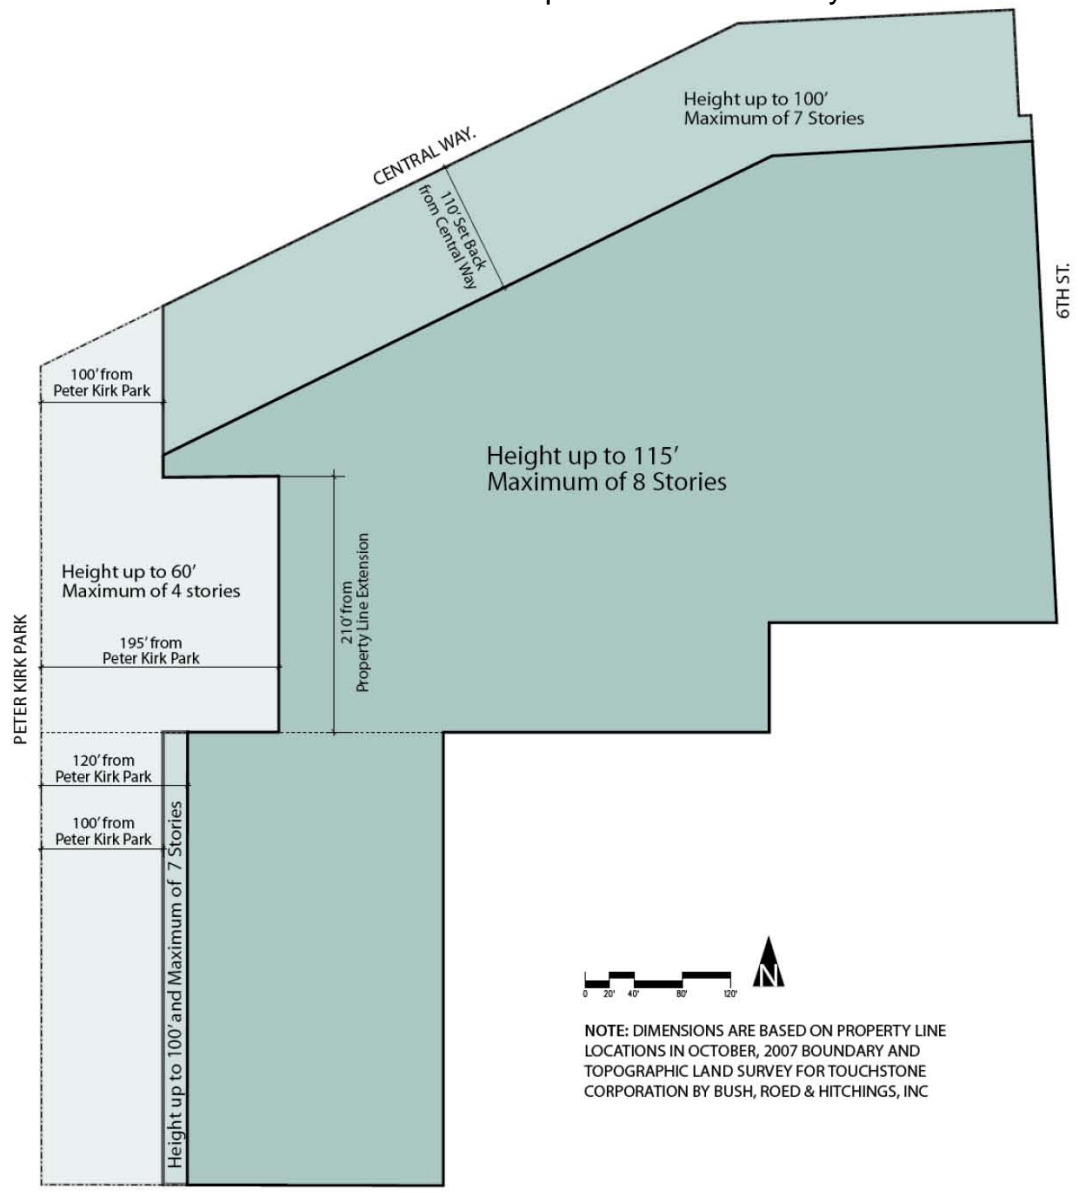 Height up to 100′
Maximum of 7 Stories
CENTRAL WAY.
110′ Set Back
from Central Way
6TH ST.
100′ from
Peter Kirk Park
Height up to 115′
Maximum of 8 Stories
Height up to 60′
Maximum of 4 stories
210′ from
Property Line Extension
195′ from
Peter Kirk Park
PETER KIRK PARK
120′ from
Peter Kirk Park
100′ from
Peter Kirk Park
Height up to 100′ and Maximum of 7 Stories
N
0 20′ 40′ 80′ 120′
NOTE: DIMENSIONS ARE BASED ON PROPERTY LINE
LOCATIONS IN OCTOBER, 2007 BOUNDARY AND
TOPOGRAPHIC LAND SURVEY FOR TOUCHSTONE
CORPORATION BY BUSH, ROED & HITCHINGS, INC